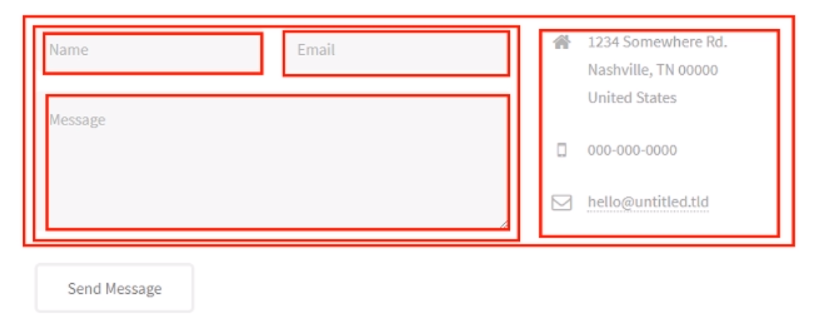 Name
Email
Message
1234 Somewhere Rd.
Nashville, TN 00000
United States
000-000-0000
hello@untitled.tld
Send Message